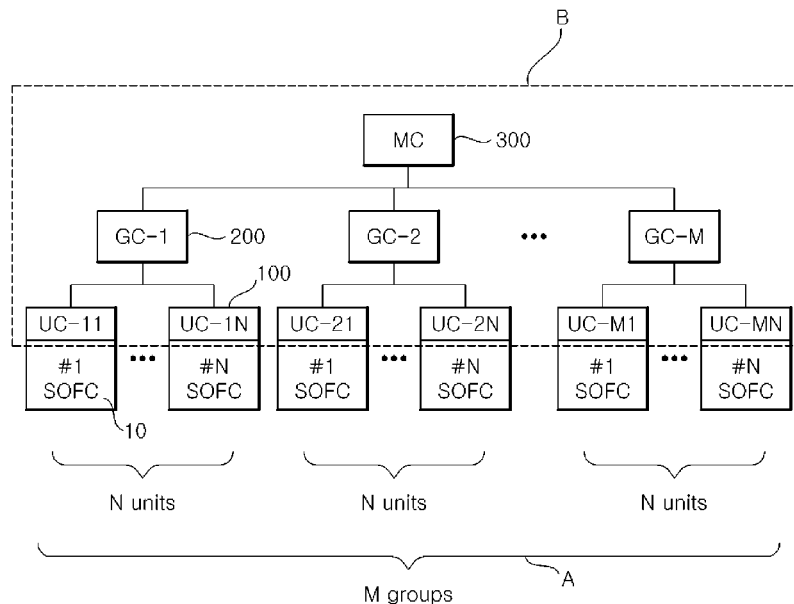 B
MC
300
GC-1
200
GC-2
•••
GC-M
100
UC-11
UC-1N
UC-21
UC-2N
UC-M1
UC-MN
#1
SOFC
•••
#N
SOFC
#1
SOFC
•••
#N
SOFC
#1
SOFC
•••
#N
SOFC
10
N units
N units
N units
A
M groups